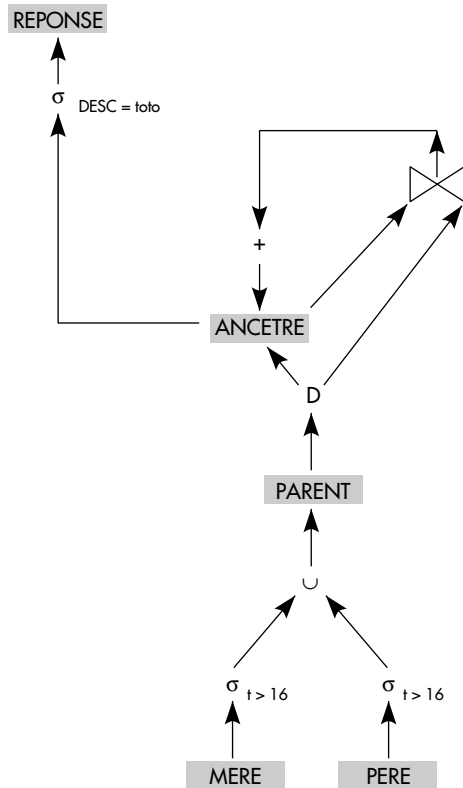 REPONSE
σ DESC = toto
+
ANCETRE
D
PARENT
∪
σ t > 16 σ t > 16
MERE PERE